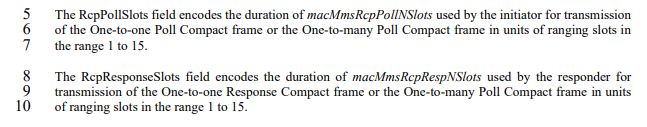 5 The RcpPollSlots field encodes the duration of macMmsRcpPollNSlots used by the initiator for transmission
6 of the One-to-one Poll Compact frame or the One-to-many Poll Compact frame in units of ranging slots in
7 the range 1 to 15.
8 The RcpResponseSlots field encodes the duration of macMmsRcpRespNSlots used by the responder for
9 transmission of the One-to-one Response Compact frame or the One-to-many Poll Compact frame in units
10 of ranging slots in the range 1 to 15.